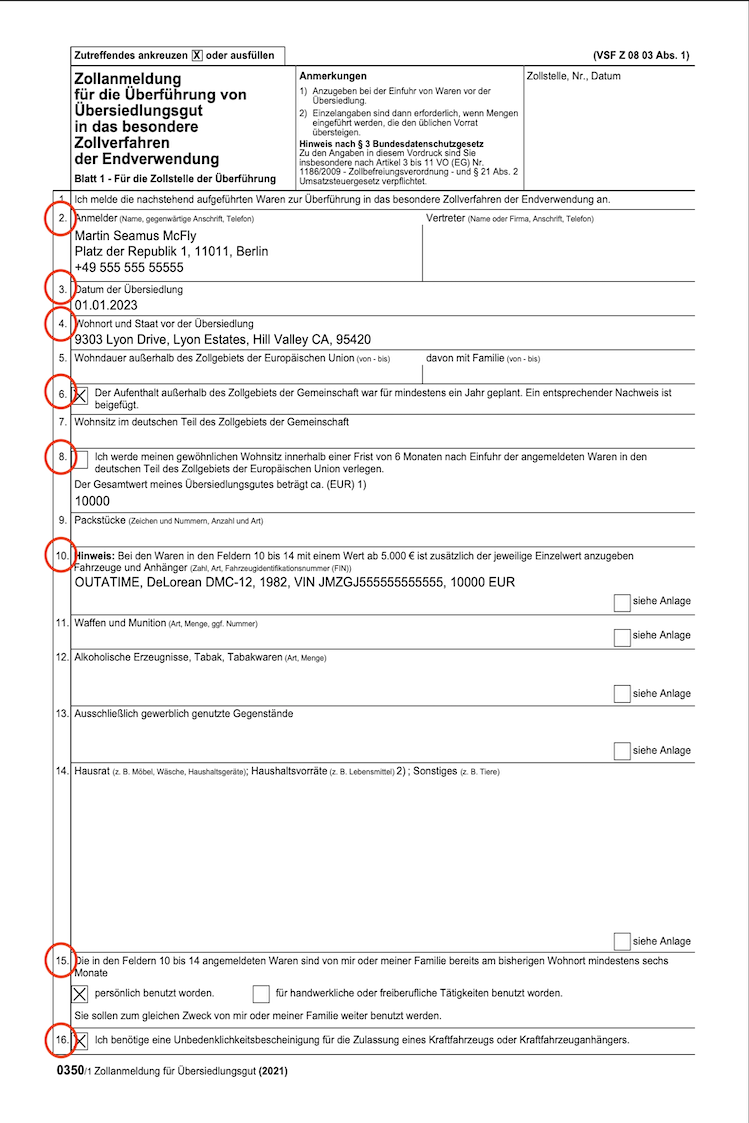 Zutreffendes ankreuzen X oder ausfüllen
(VSF Z 08 03 Abs. 1)
Zollanmeldung
für die Überführung von
Übersiedlungsgut
in das besondere
Zollverfahren
der Endverwendung
Blatt 1 - Für die Zollstelle der Überführung
Anmerkungen
1) Anzugeben bei der Einfuhr von Waren vor der
Übersiedlung.
2) Einzelangaben sind dann erforderlich, wenn Mengen
eingeführt werden, die den üblichen Vorrat
übersteigen.
Hinweis nach § 3 Bundesdatenschutzgesetz
Zu den Angaben in diesem Vordruck sind Sie
insbesondere nach Artikel 3 bis 11 VO (EG) Nr.
1186/2009 - Zollbefreiungsverordnung - und § 21 Abs. 2
Umsatzsteuergesetz verpflichtet.
Zollstelle, Nr., Datum
1. Ich melde die nachstehend aufgeführten Waren zur Überführung in das besondere Zollverfahren der Endverwendung an.
2. Anmelder (Name, gegenwärtige Anschrift, Telefon)
Martin Seamus McFly
Platz der Republik 1, 11011, Berlin
+49 555 555 55555
Vertreter (Name oder Firma, Anschrift, Telefon)
3. Datum der Übersiedlung
01.01.2023
4. Wohnort und Staat vor der Übersiedlung
9303 Lyon Drive, Lyon Estates, Hill Valley CA, 95420
5. Wohndauer außerhalb des Zollgebiets der Europäischen Union (von - bis) davon mit Familie (von - bis)
6. X Der Aufenthalt außerhalb des Zollgebiets der Gemeinschaft war für mindestens ein Jahr geplant. Ein entsprechender Nachweis ist
beigefügt.
7. Wohnsitz im deutschen Teil des Zollgebiets der Gemeinschaft
8. Ich werde meinen gewöhnlichen Wohnsitz innerhalb einer Frist von 6 Monaten nach Einfuhr der angemeldeten Waren in den
deutschen Teil des Zollgebiets der Europäischen Union verlegen.
Der Gesamtwert meines Übersiedlungsgutes beträgt ca. (EUR) 1)
10000
9. Packstücke (Zeichen und Nummern, Anzahl und Art)
10. Hinweis: Bei den Waren in den Feldern 10 bis 14 mit einem Wert ab 5.000 € ist zusätzlich der jeweilige Einzelwert anzugeben
Fahrzeuge und Anhänger (Zahl, Art, Fahrzeugidentifikationsnummer (FIN))
OUTATIME, DeLorean DMC-12, 1982, VIN JMZGJ555555555555, 10000 EUR
siehe Anlage
11. Waffen und Munition (Art, Menge, ggf. Nummer)
siehe Anlage
12. Alkoholische Erzeugnisse, Tabak, Tabakwaren (Art, Menge)
siehe Anlage
13. Ausschließlich gewerblich genutzte Gegenstände
siehe Anlage
14. Hausrat (z. B. Möbel, Wäsche, Haushaltsgeräte); Haushaltsvorräte (z. B. Lebensmittel) 2) ; Sonstiges (z. B. Tiere)
siehe Anlage
15. Die in den Feldern 10 bis 14 angemeldeten Waren sind von mir oder meiner Familie bereits am bisherigen Wohnort mindestens sechs
Monate
X persönlich benutzt worden. für handwerkliche oder freiberufliche Tätigkeiten benutzt worden.
Sie sollen zum gleichen Zweck von mir oder meiner Familie weiter benutzt werden.
16. X Ich benötige eine Unbedenklichkeitsbescheinigung für die Zulassung eines Kraftfahrzeugs oder Kraftfahrzeuganhängers.
0350/1 Zollanmeldung für Übersiedlungsgut (2021)